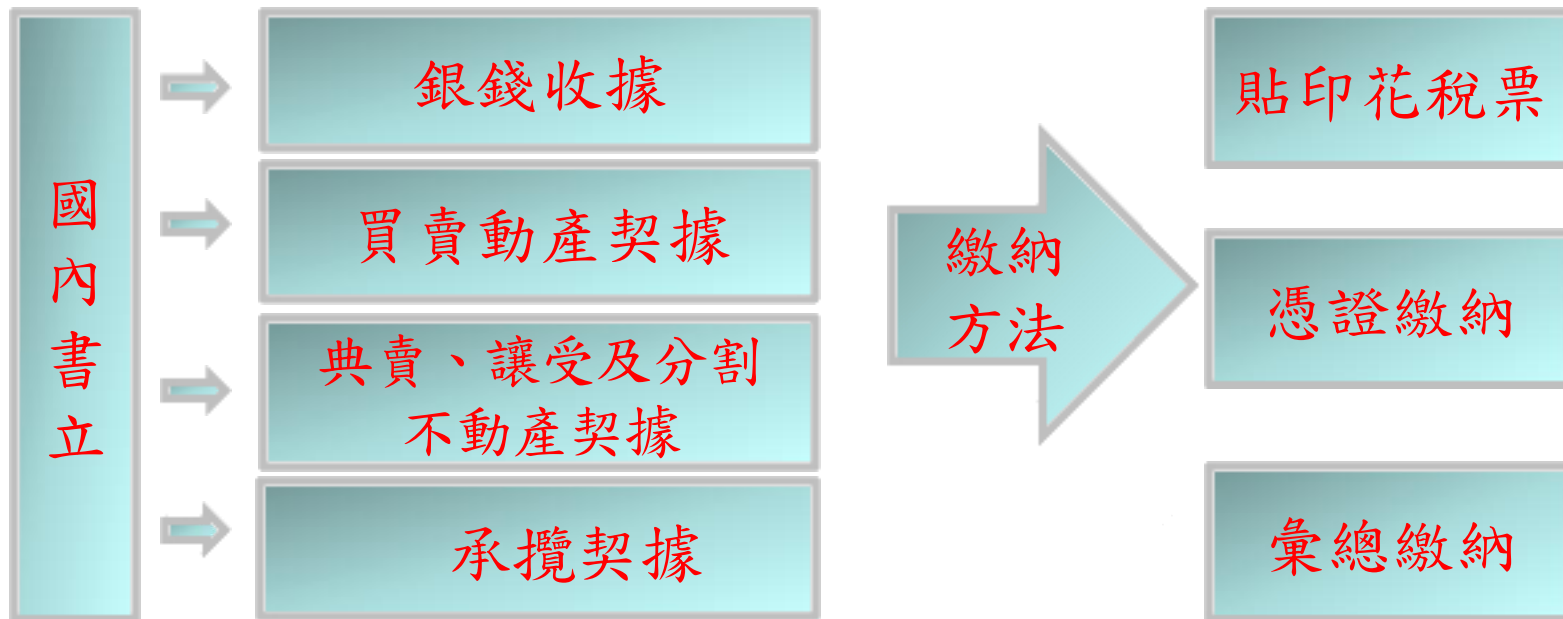 國內書立
銀錢收據
買賣動產契據
典賣、讓受及分割
不動產契據
承攬契據
繳納
方法
貼印花稅票
憑證繳納
彙總繳納